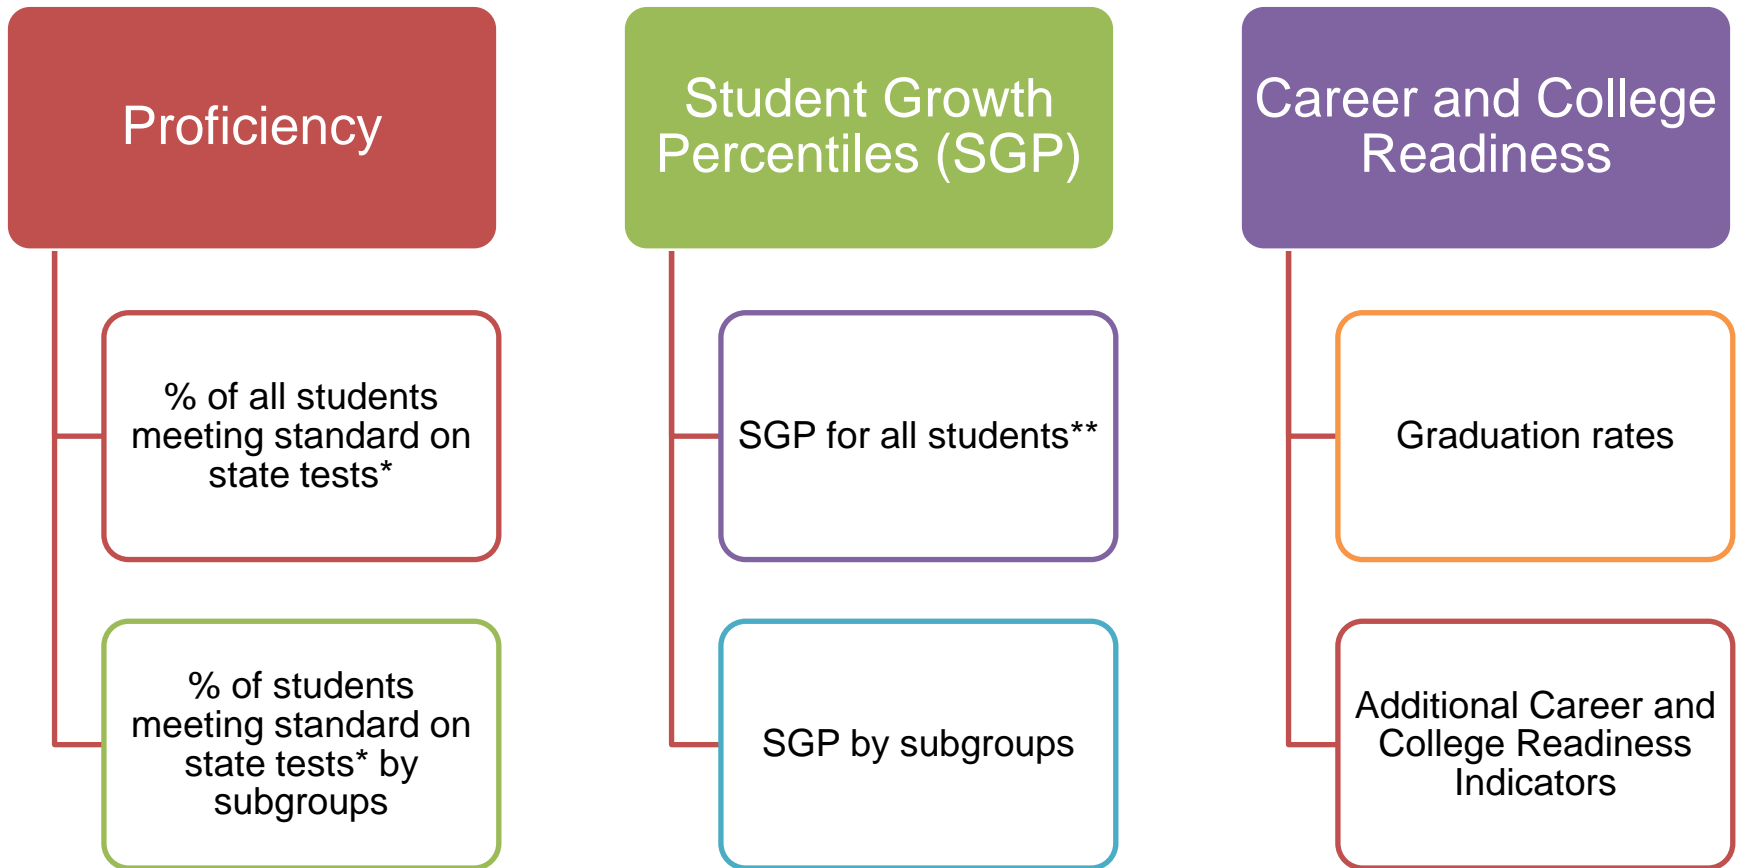 Proficiency
% of all students
meeting standard on
state tests*
% of students
meeting standard on
state tests* by
subgroups
Student Growth
Percentiles (SGP)
SGP for all students**
SGP by subgroups
Career and College
Readiness
Graduation rates
Additional Career and
College Readiness
Indicators